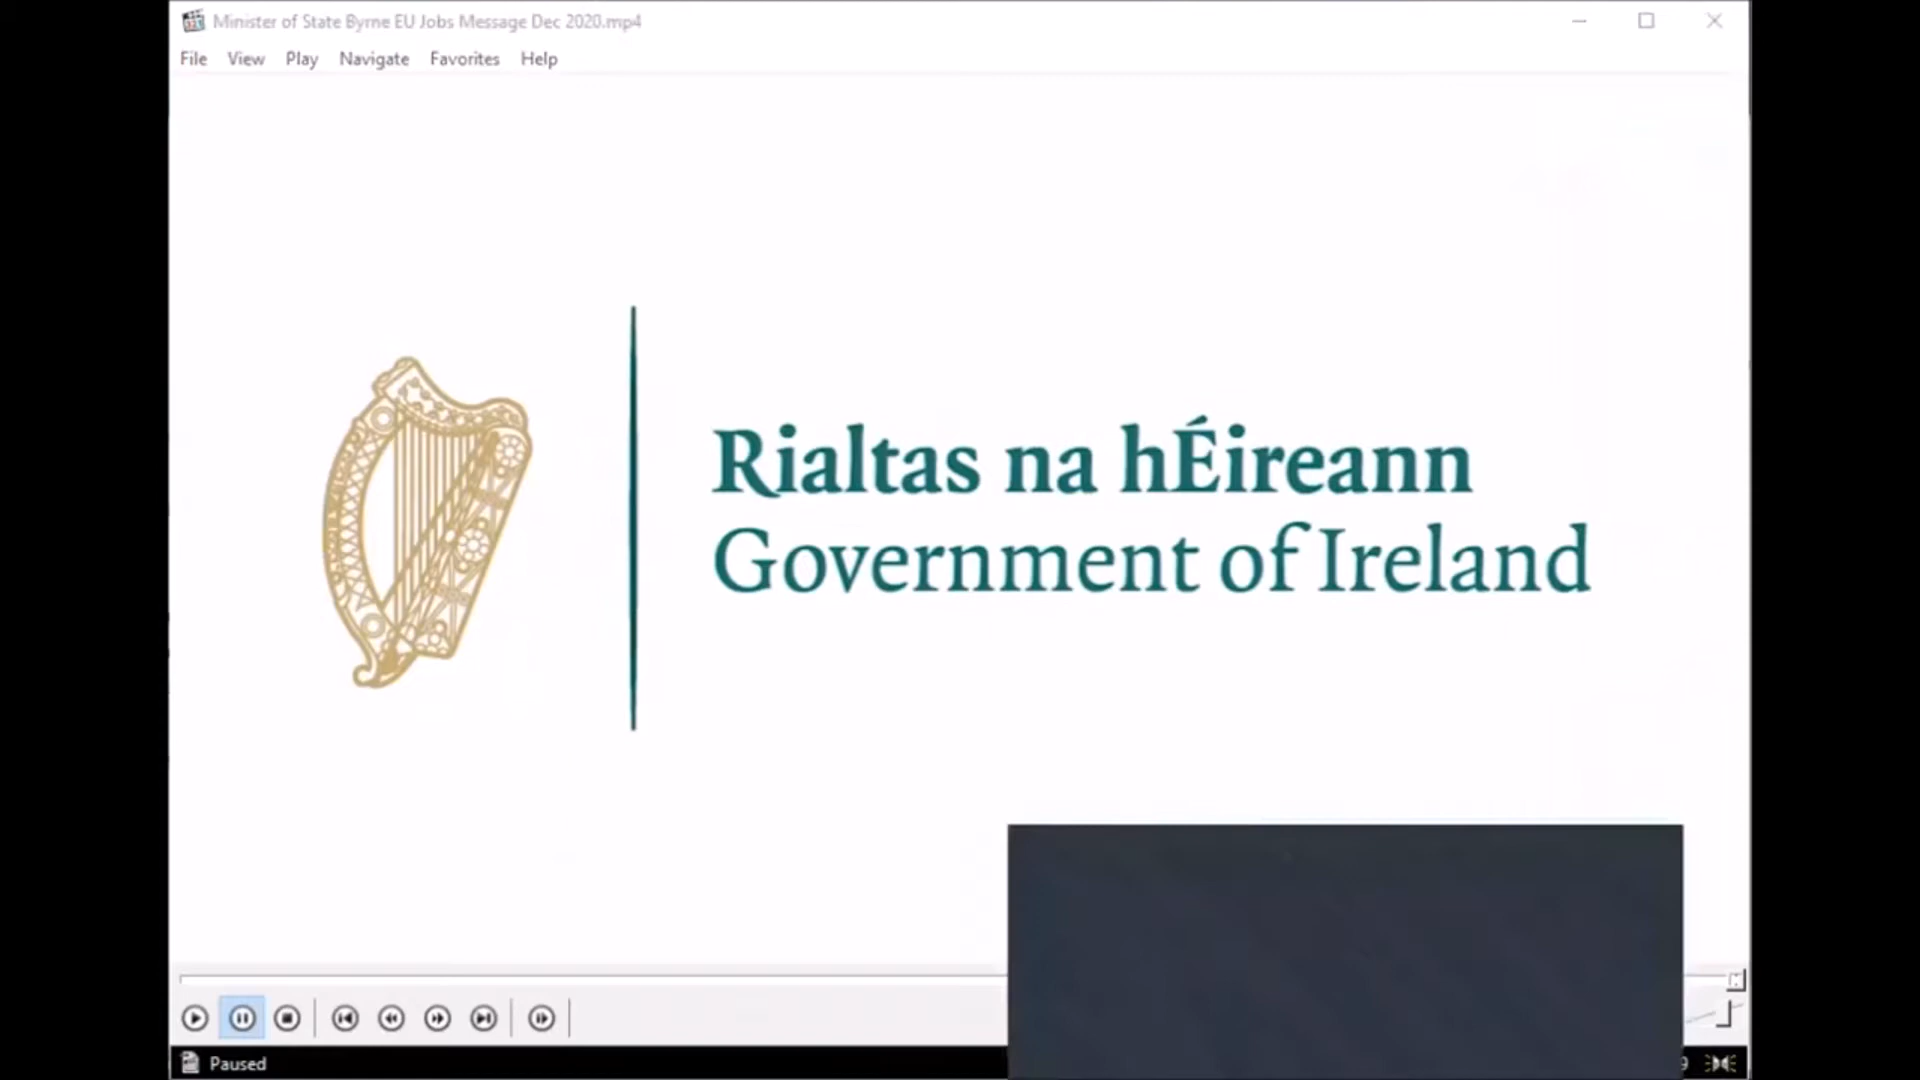 Minister of State Byrne EU Jobs Message Dec 2020.mp4
File View Play Navigate Favorites Help
Rialtas na hÉireann
Government of Ireland
Paused